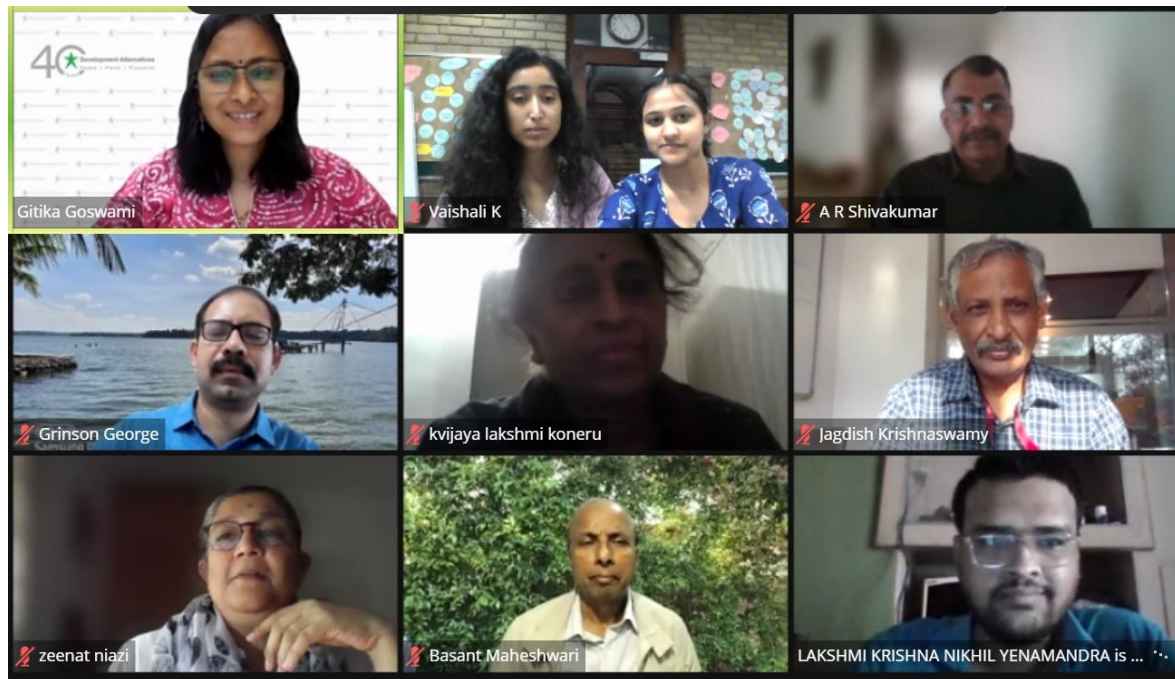 40
Development Alternatives
Gitika Goswami
Vaishali K
A R Shivakumar
Grinson George
kvijaya lakshmi koneru
Jagdish Krishnaswamy
zeenat niazi
Basant Maheshwari
LAKSHMI KRISHNA NIKHIL YENAMANDRA is ...